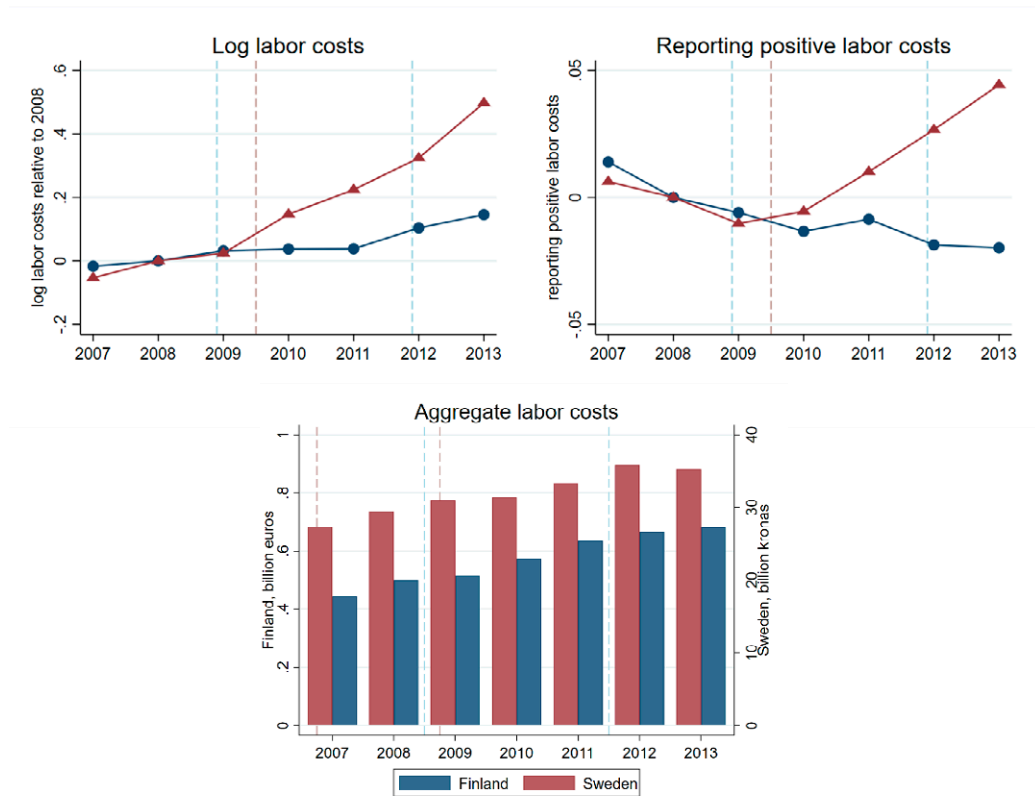 Log labor costs
log labor costs relative to 2008
.6
.4
.2
0
-.2
2007 2008 2009 2010 2011 2012 2013
Reporting positive labor costs
reporting positive labor costs
.05
0
-.05
2007 2008 2009 2010 2011 2012 2013
Aggregate labor costs
Finland, billion euros
1
.8
.6
.4
.2
0
Sweden, billion kronas
40
30
20
10
0
2007 2008 2009 2010 2011 2012 2013
Finland Sweden